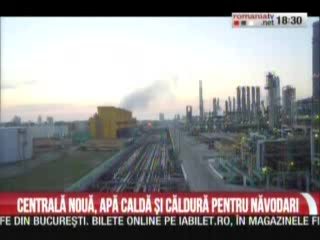 romaniatv
.net
18:30
CENTRALĂ NOUĂ, APĂ CALDĂ ȘI CĂLDURĂ PENTRU NĂVODARI
FE DIN BUCUREȘTI. BILETE ONLINE PE IABILET.RO, ÎN MAGAZINELE